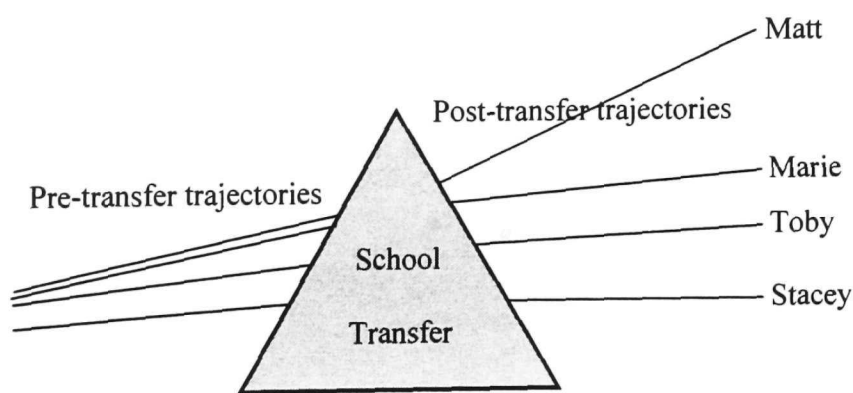 Matt
Post-transfer trajectories
Marie
Pre-transfer trajectories
Toby
School
Stacey
Transfer